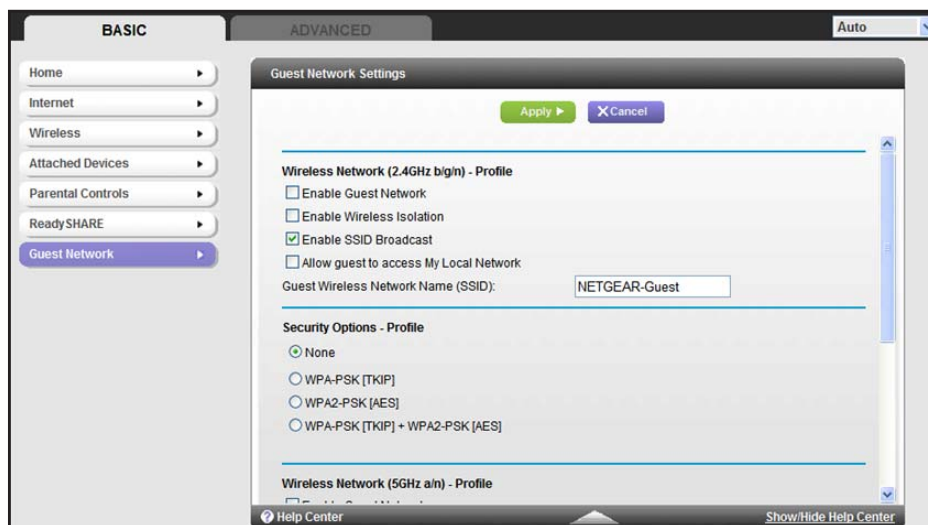 BASIC
ADVANCED
Auto
Home
Internet
Wireless
Attached Devices
Parental Controls
ReadySHARE
Guest Network
Guest Network Settings
Apply
Cancel
Wireless Network (2.4GHz b/g/n) - Profile
Enable Guest Network
Enable Wireless Isolation
Enable SSID Broadcast
Allow guest to access My Local Network
Guest Wireless Network Name (SSID): NETGEAR-Guest
Security Options - Profile
None
WPA-PSK [TKIP]
WPA2-PSK [AES]
WPA-PSK [TKIP] + WPA2-PSK [AES]
Wireless Network (5GHz a/n) - Profile
Help Center
Show/Hide Help Center